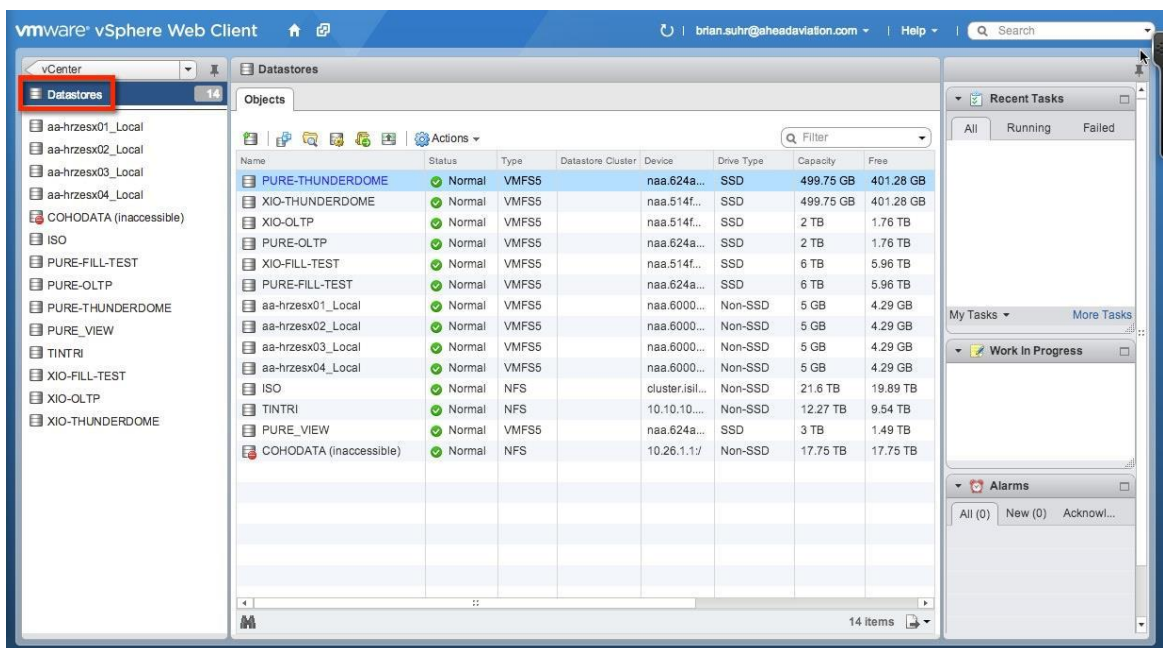 vmware® vSphere Web Client
brian.suhr@aheadaviation.com | Help
Search
vCenter
Datastores 14
aa-hrzesx01_Local
aa-hrzesx02_Local
aa-hrzesx03_Local
aa-hrzesx04_Local
COHODATA (inaccessible)
ISO
PURE-FILL-TEST
PURE-OLTP
PURE-THUNDERDOME
PURE_VIEW
TINTRI
XIO-FILL-TEST
XIO-OLTP
XIO-THUNDERDOME
Datastores
Objects
Actions
Filter
Name Status Type Datastore Cluster Device Drive Type Capacity Free
PURE-THUNDERDOME Normal VMFS5 naa.624a... SSD 499.75 GB 401.28 GB
XIO-THUNDERDOME Normal VMFS5 naa.514f... SSD 499.75 GB 401.28 GB
XIO-OLTP Normal VMFS5 naa.514f... SSD 2 TB 1.76 TB
PURE-OLTP Normal VMFS5 naa.624a... SSD 2 TB 1.76 TB
XIO-FILL-TEST Normal VMFS5 naa.514f... SSD 6 TB 5.96 TB
PURE-FILL-TEST Normal VMFS5 naa.624a... SSD 6 TB 5.96 TB
aa-hrzesx01_Local Normal VMFS5 naa.6000... Non-SSD 5 GB 4.29 GB
aa-hrzesx02_Local Normal VMFS5 naa.6000... Non-SSD 5 GB 4.29 GB
aa-hrzesx03_Local Normal VMFS5 naa.6000... Non-SSD 5 GB 4.29 GB
aa-hrzesx04_Local Normal VMFS5 naa.6000... Non-SSD 5 GB 4.29 GB
ISO Normal NFS cluster.isil... Non-SSD 21.6 TB 19.89 TB
TINTRI Normal NFS 10.10.10.... Non-SSD 12.27 TB 9.54 TB
PURE_VIEW Normal VMFS5 naa.624a... SSD 3 TB 1.49 TB
COHODATA (inaccessible) Normal NFS 10.26.1.1:/ Non-SSD 17.75 TB 17.75 TB
14 items
Recent Tasks
All Running Failed
My Tasks More Tasks
Work In Progress
Alarms
All (0) New (0) Acknowl...